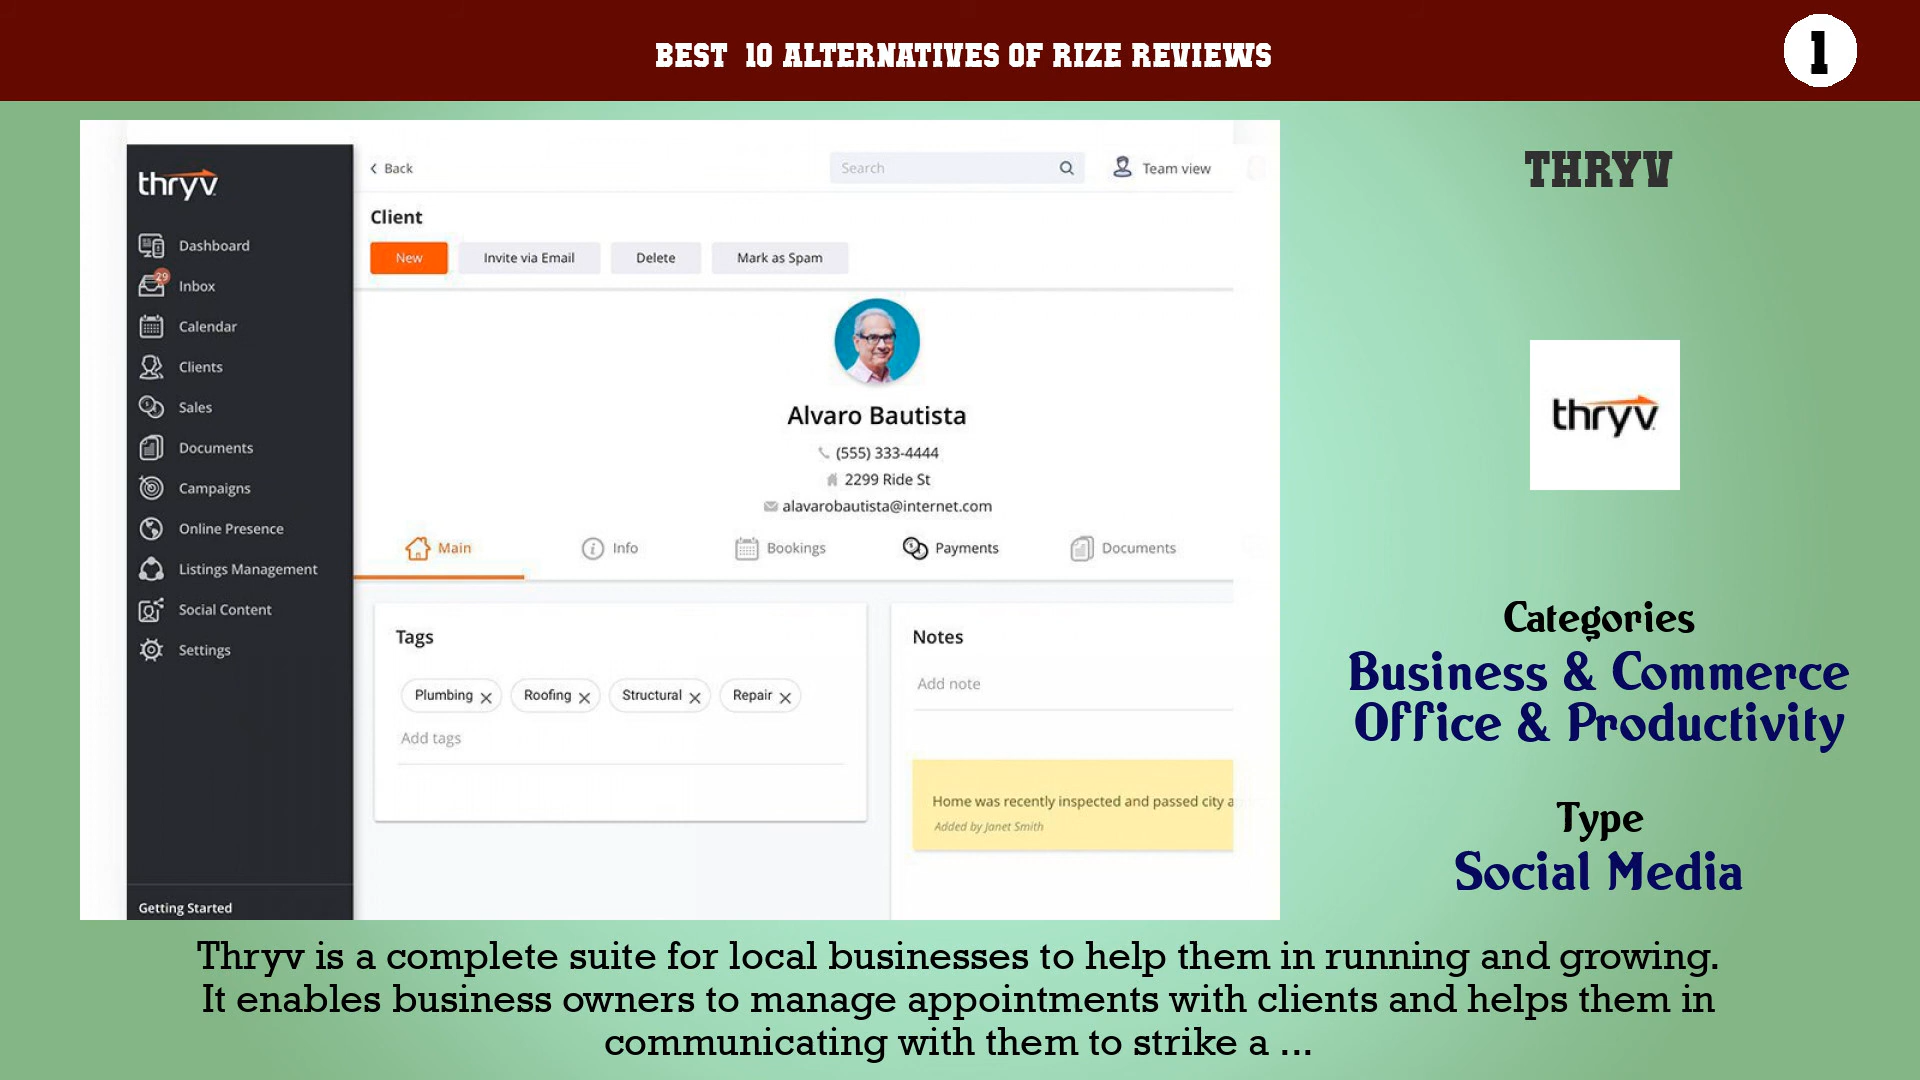 BEST 10 ALTERNATIVES OF RIZE REVIEWS
1
thryv
Dashboard
29
Inbox
Calendar
Clients
Sales
Documents
Campaigns
Online Presence
Listings Management
Social Content
Settings
Getting Started
Back
Search
Team view
Client
New
Invite via Email
Delete
Mark as Spam
Alvaro Bautista
(555) 333-4444
2299 Ride St
alavarobautista@internet.com
Main
Info
Bookings
Payments
Documents
Tags
Plumbing
Roofing
Structural
Repair
Add tags
Notes
Add note
Home was recently inspected and passed city a
Added by Janet Smith
THRYV
thryv
Categories
Business & Commerce
Office & Productivity
Type
Social Media
Thryv is a complete suite for local businesses to help them in running and growing.
It enables business owners to manage appointments with clients and helps them in
communicating with them to strike a ...